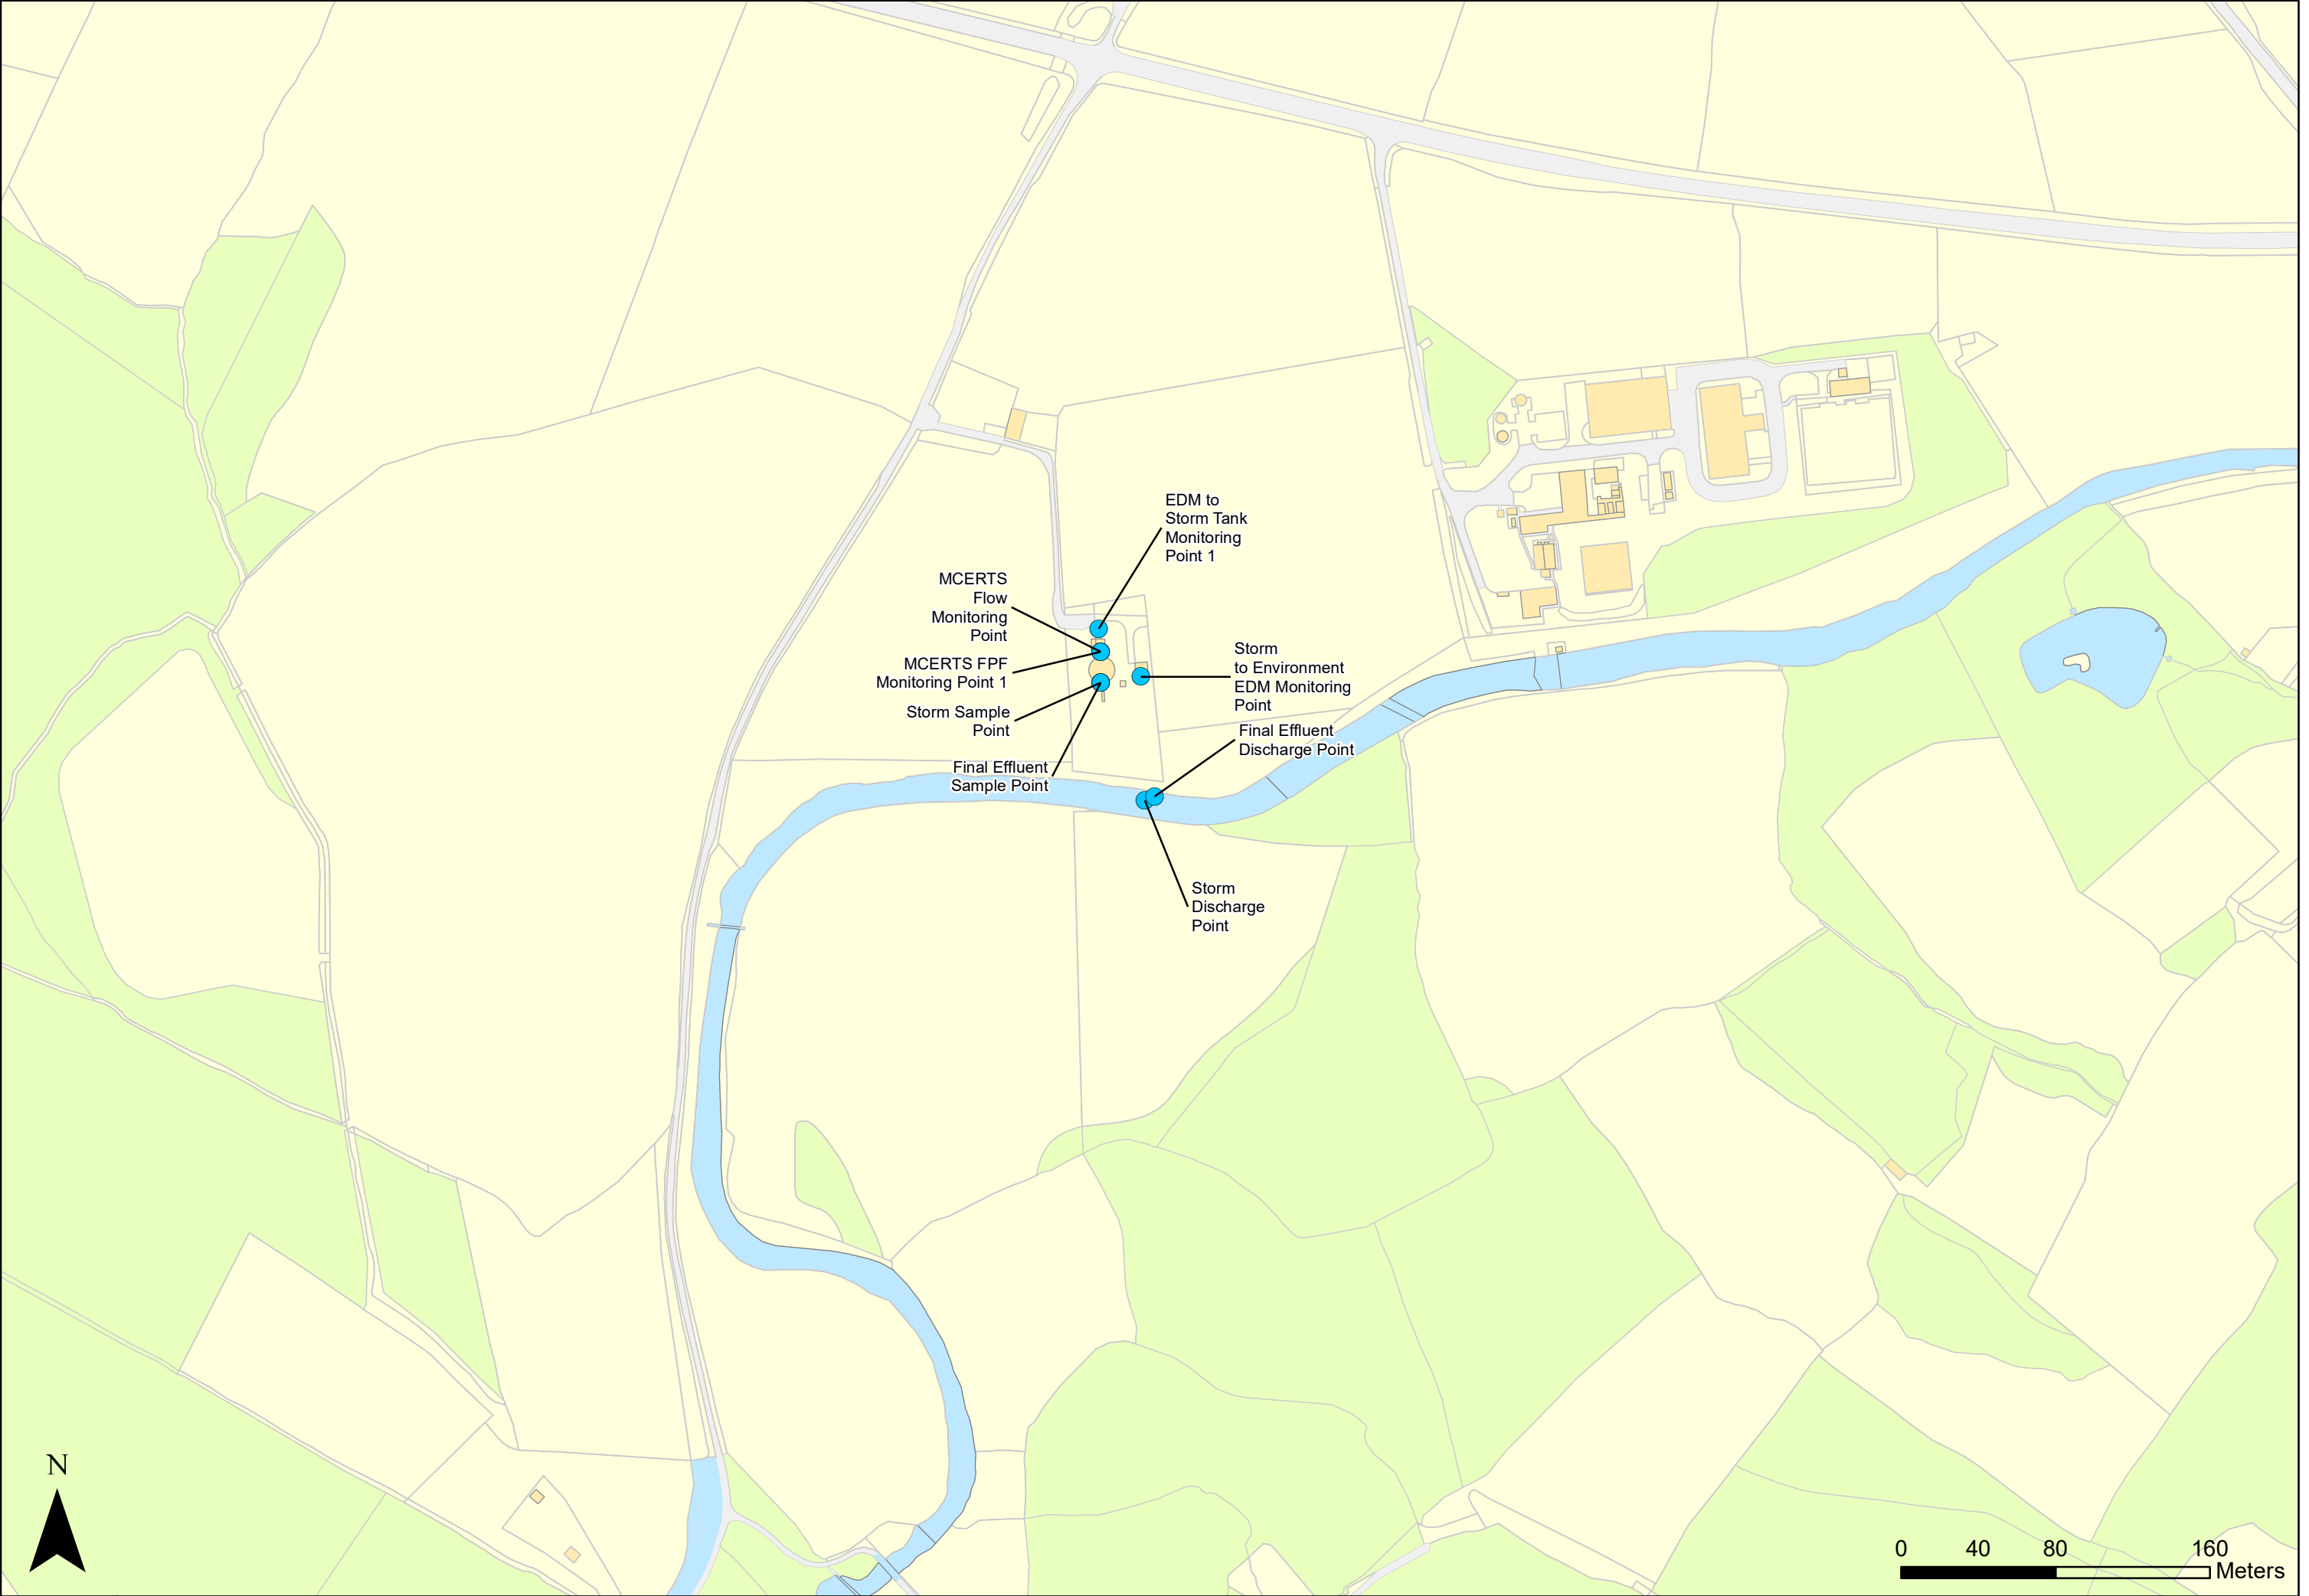 EDM to
Storm Tank
Monitoring
Point 1
MCERTS
Flow
Monitoring
Point
MCERTS FPF
Monitoring Point 1
Storm Sample
Point
Final Effluent
Sample Point
Storm
to Environment
EDM Monitoring
Point
Final Effluent
Discharge Point
Storm
Discharge
Point
N
0 40 80 160
Meters